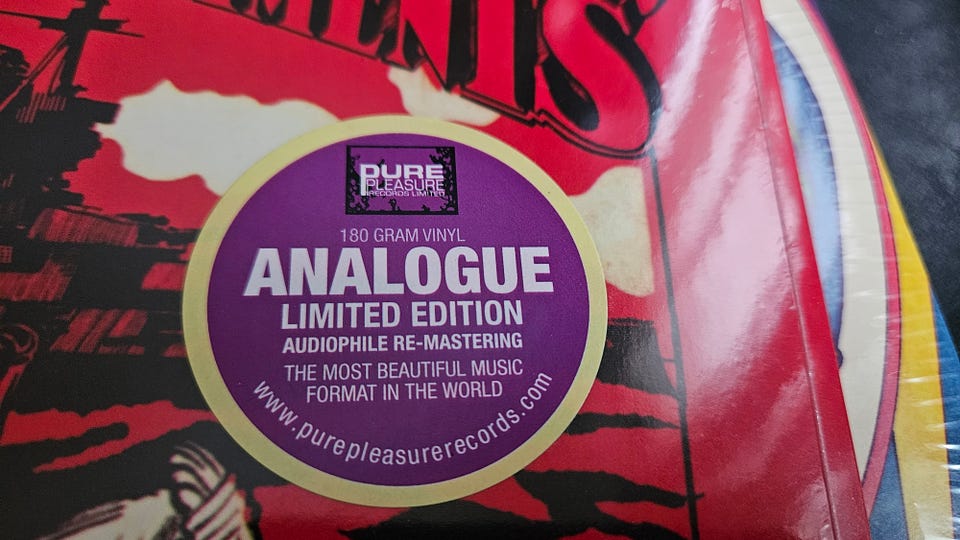 MENTS
PURE
PLEASURE
RECORDS LIMITED
180 GRAM VINYL
ANALOGUE
LIMITED EDITION
AUDIOPHILE RE-MASTERING
THE MOST BEAUTIFUL MUSIC
FORMAT IN THE WORLD
www.purepleasurerecords.com